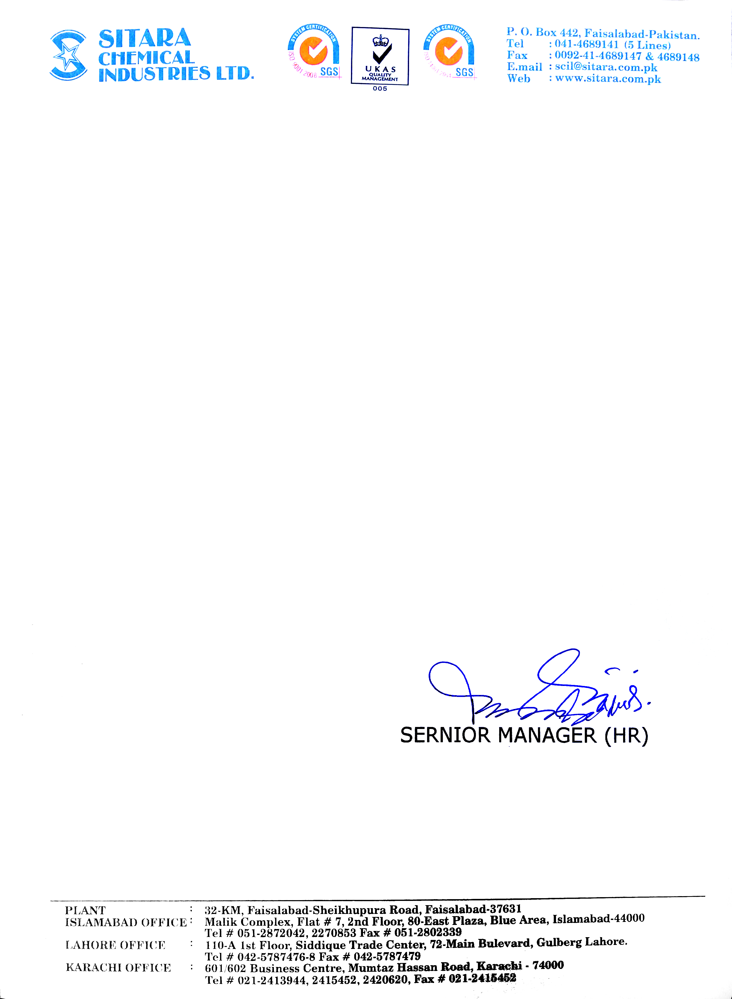 SITARA
CHEMICAL
INDUSTRIES LTD.
SYSTEM CERTIFICATION
ISO 9001 2008
SGS
UKAS
QUALITY
MANAGEMENT
005
SYSTEM CERTIFICATION
SGS
P. O. Box 442, Faisalabad-Pakistan.
Tel : 041-4689141 (5 Lines)
Fax : 0092-41-4689147 & 4689148
E.mail : scil@sitara.com.pk
Web : www.sitara.com.pk
SERNIOR MANAGER (HR)
PLANT : 32-KM, Faisalabad-Sheikhupura Road, Faisalabad-37631
ISLAMABAD OFFICE : Malik Complex, Flat # 7, 2nd Floor, 80-East Plaza, Blue Area, Islamabad-44000
Tel # 051-2872042, 2270853 Fax # 051-2802339
LAHORE OFFICE : 110-A 1st Floor, Siddique Trade Center, 72-Main Bulevard, Gulberg Lahore.
Tel # 042-5787476-8 Fax # 042-5787479
KARACHI OFFICE : 601/602 Business Centre, Mumtaz Hassan Road, Karachi - 74000
Tel # 021-2413944, 2415452, 2420620, Fax # 021-2415452